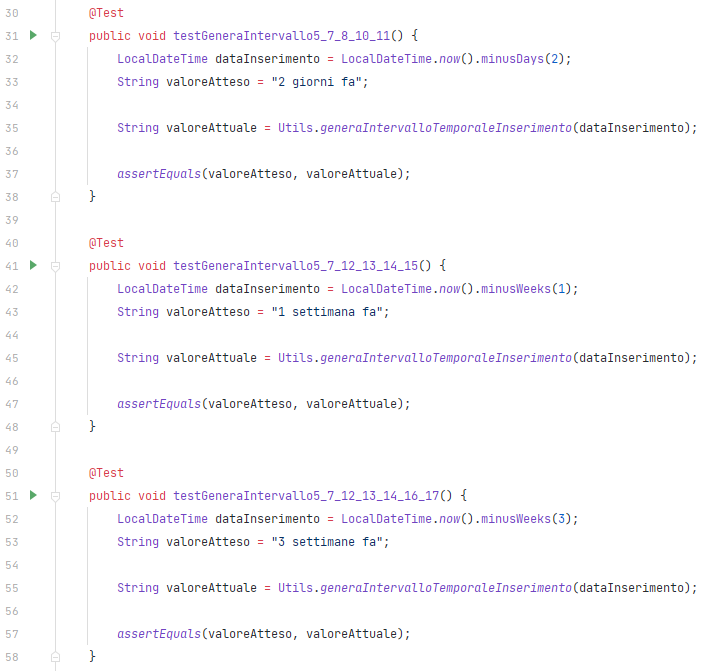 30 @Test
31 public void testGeneraIntervallo5_7_8_10_11() {
32 LocalDateTime dataInserimento = LocalDateTime.now().minusDays(2);
33 String valoreAtteso = "2 giorni fa";
34
35 String valoreAttuale = Utils.generaIntervalloTemporaleInserimento(dataInserimento);
36
37 assertEquals(valoreAtteso, valoreAttuale);
38 }
39
40 @Test
41 public void testGeneraIntervallo5_7_12_13_14_15() {
42 LocalDateTime dataInserimento = LocalDateTime.now().minusWeeks(1);
43 String valoreAtteso = "1 settimana fa";
44
45 String valoreAttuale = Utils.generaIntervalloTemporaleInserimento(dataInserimento);
46
47 assertEquals(valoreAtteso, valoreAttuale);
48 }
49
50 @Test
51 public void testGeneraIntervallo5_7_12_13_14_16_17() {
52 LocalDateTime dataInserimento = LocalDateTime.now().minusWeeks(3);
53 String valoreAtteso = "3 settimane fa";
54
55 String valoreAttuale = Utils.generaIntervalloTemporaleInserimento(dataInserimento);
56
57 assertEquals(valoreAtteso, valoreAttuale);
58 }